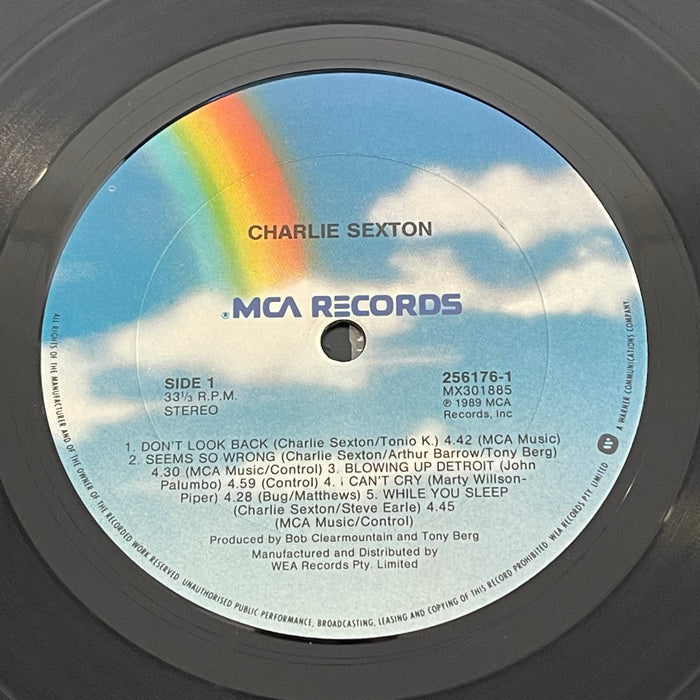 CHARLIE SEXTON
® MCA RECORDS
SIDE 1
33⅓ R.P.M.
STEREO
256176-1
MX301885
℗ 1989 MCA
Records, Inc
1. DON'T LOOK BACK (Charlie Sexton/Tonio K.) 4.42 (MCA Music)
2. SEEMS SO WRONG (Charlie Sexton/Arthur Barrow/Tony Berg)
4.30 (MCA Music/Control) 3. BLOWING UP DETROIT (John
Palumbo) 4.59 (Control) 4. I CAN'T CRY (Marty Willson-
Piper) 4.28 (Bug/Matthews) 5. WHILE YOU SLEEP
(Charlie Sexton/Steve Earle) 4.45
(MCA Music/Control)
Produced by Bob Clearmountain and Tony Berg
Manufactured and Distributed by
WEA Records Pty. Limited
ALL RIGHTS OF THE MANUFACTURER AND OF THE OWNER OF THE RECORDED WORK RESERVED. UNAUTHORISED PUBLIC PERFORMANCE, BROADCASTING, LEASING AND COPYING OF THIS RECORD PROHIBITED. WEA RECORDS PTY. LIMITED A WARNER COMMUNICATIONS COMPANY.